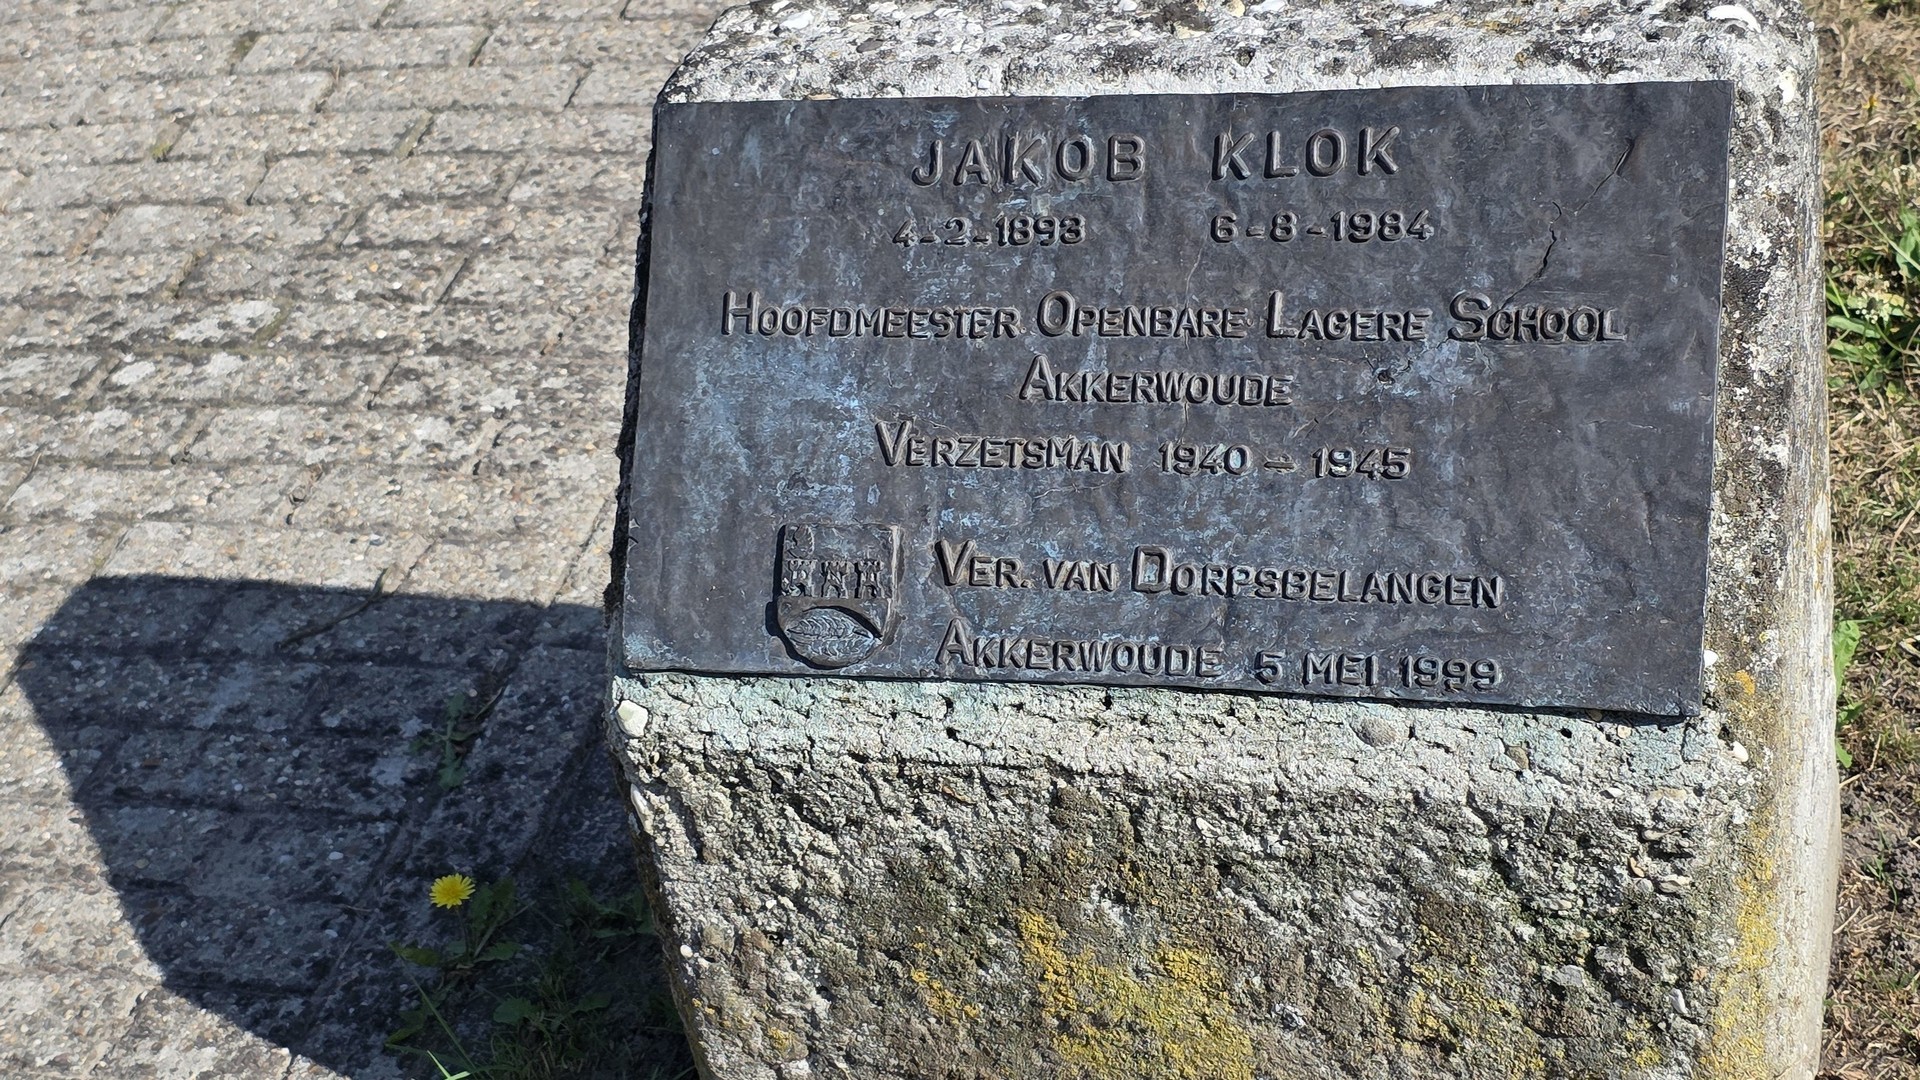 JAKOB KLOK
4-2-1898 6-8-1984
HOOFDMEESTER OPENBARE LAGERE SCHOOL
AKKERWOUDE
VERZETSMAN 1940 - 1945
VER. VAN DORPSBELANGEN
AKKERWOUDE 5 MEI 1999